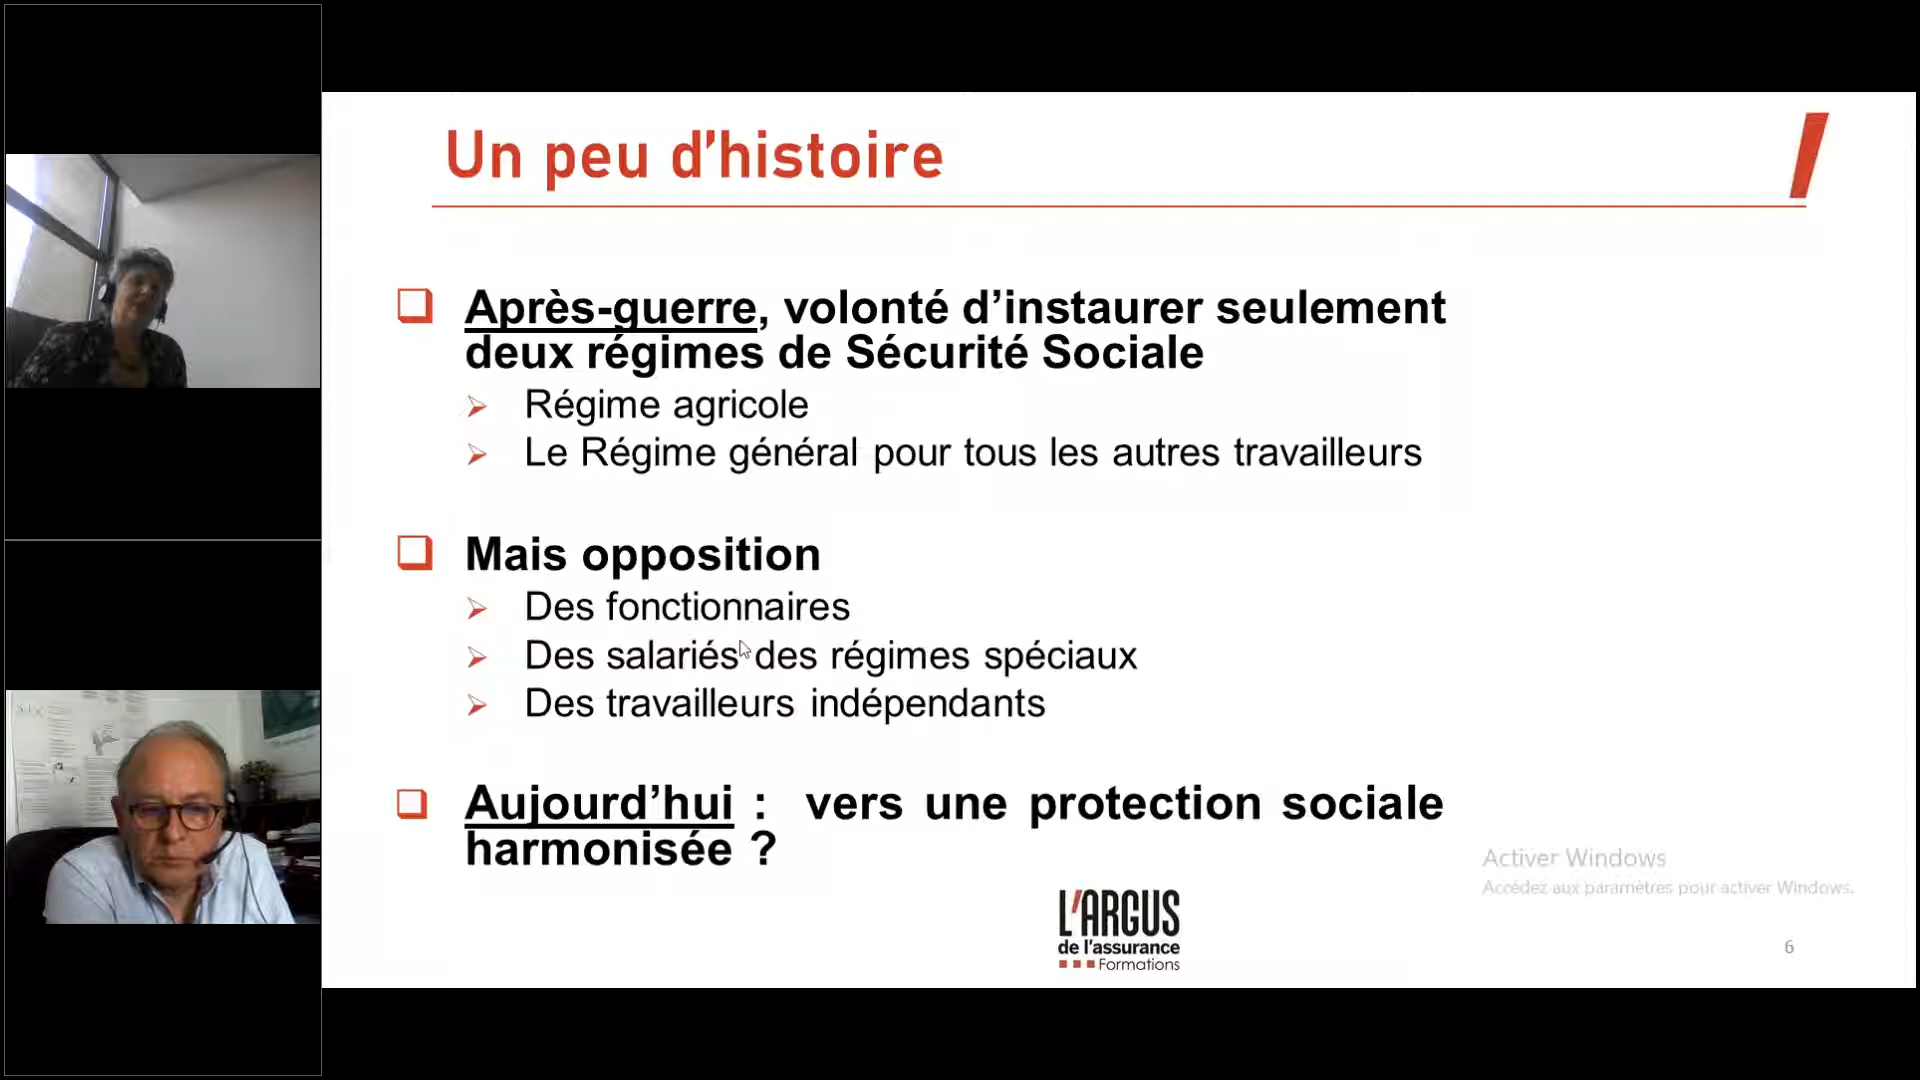 Un peu d’histoire
Après-guerre, volonté d’instaurer seulement
deux régimes de Sécurité Sociale
Régime agricole
Le Régime général pour tous les autres travailleurs
Mais opposition
Des fonctionnaires
Des salariés des régimes spéciaux
Des travailleurs indépendants
Aujourd’hui : vers une protection sociale
harmonisée ?
Activer Windows
Accédez aux paramètres pour activer Windows.
L'ARGUS
de l'assurance
Formations
6